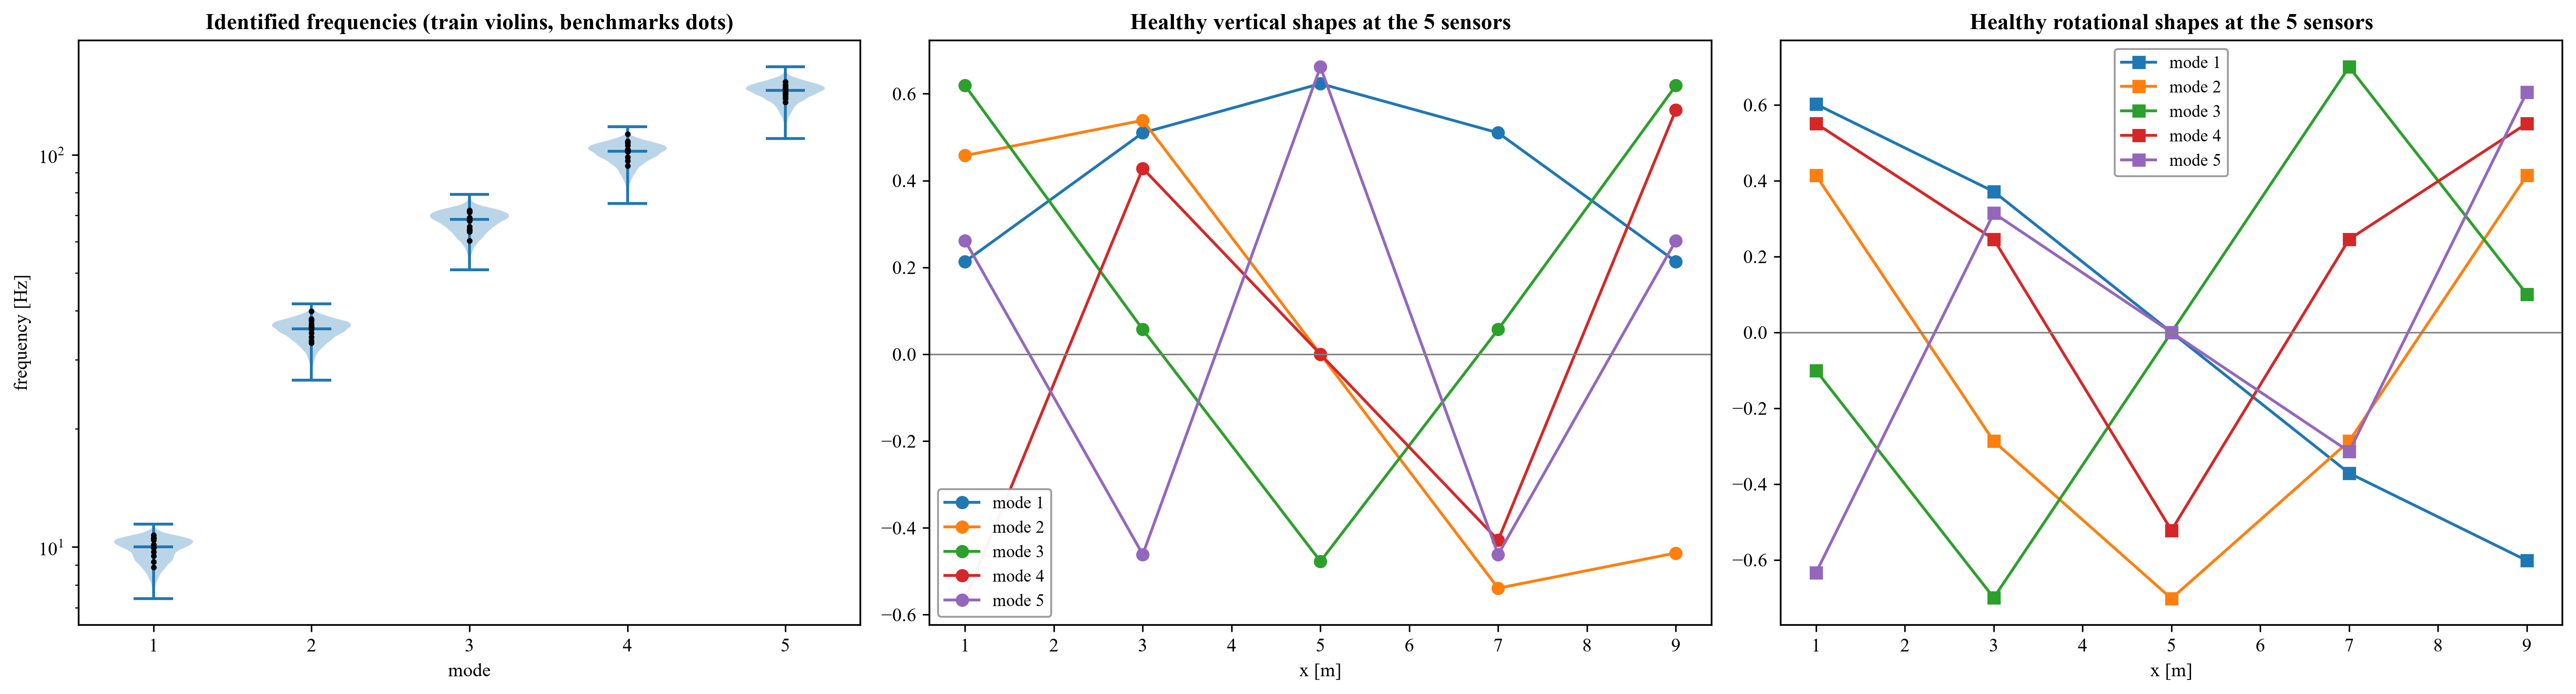 Identified frequencies (train violins, benchmarks dots)
frequency [Hz]
10²
10¹
1 2 3 4 5
mode
Healthy vertical shapes at the 5 sensors
0.6
0.4
0.2
0.0
−0.2
−0.4
−0.6
mode 1
mode 2
mode 3
mode 4
mode 5
1 2 3 4 5 6 7 8 9
x [m]
Healthy rotational shapes at the 5 sensors
mode 1
mode 2
mode 3
mode 4
mode 5
0.6
0.4
0.2
0.0
−0.2
−0.4
−0.6
1 2 3 4 5 6 7 8 9
x [m]